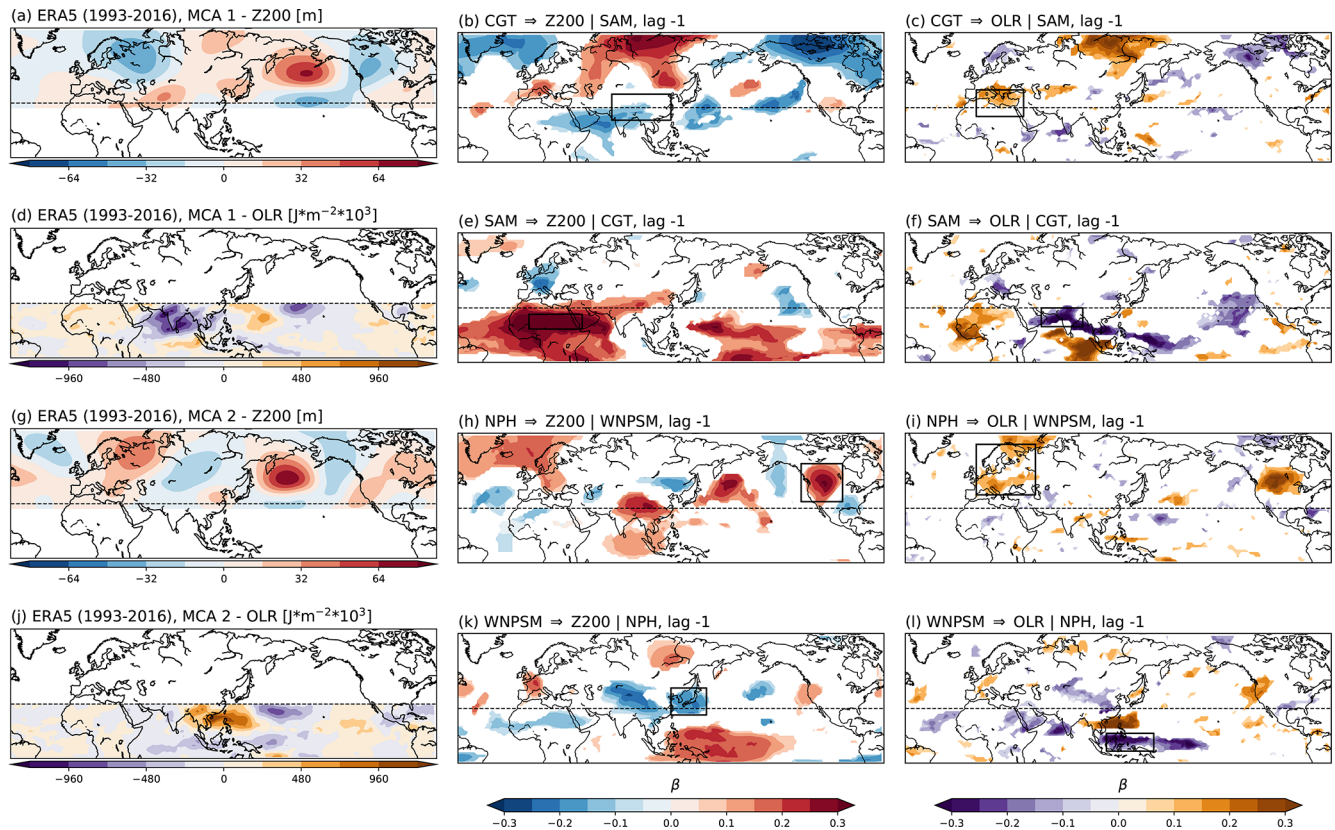 (a) ERA5 (1993-2016), MCA 1 - Z200 [m]
(b) CGT ⇒ Z200 | SAM, lag -1
(c) CGT ⇒ OLR | SAM, lag -1
−64 −32 0 32 64
(d) ERA5 (1993-2016), MCA 1 - OLR [J*m−2*10³]
(e) SAM ⇒ Z200 | CGT, lag -1
(f) SAM ⇒ OLR | CGT, lag -1
−960 −480 0 480 960
(g) ERA5 (1993-2016), MCA 2 - Z200 [m]
(h) NPH ⇒ Z200 | WNPSM, lag -1
(i) NPH ⇒ OLR | WNPSM, lag -1
−64 −32 0 32 64
(j) ERA5 (1993-2016), MCA 2 - OLR [J*m−2*10³]
(k) WNPSM ⇒ Z200 | NPH, lag -1
(l) WNPSM ⇒ OLR | NPH, lag -1
−960 −480 0 480 960
β
−0.3 −0.2 −0.1 0.0 0.1 0.2 0.3
β
−0.3 −0.2 −0.1 0.0 0.1 0.2 0.3